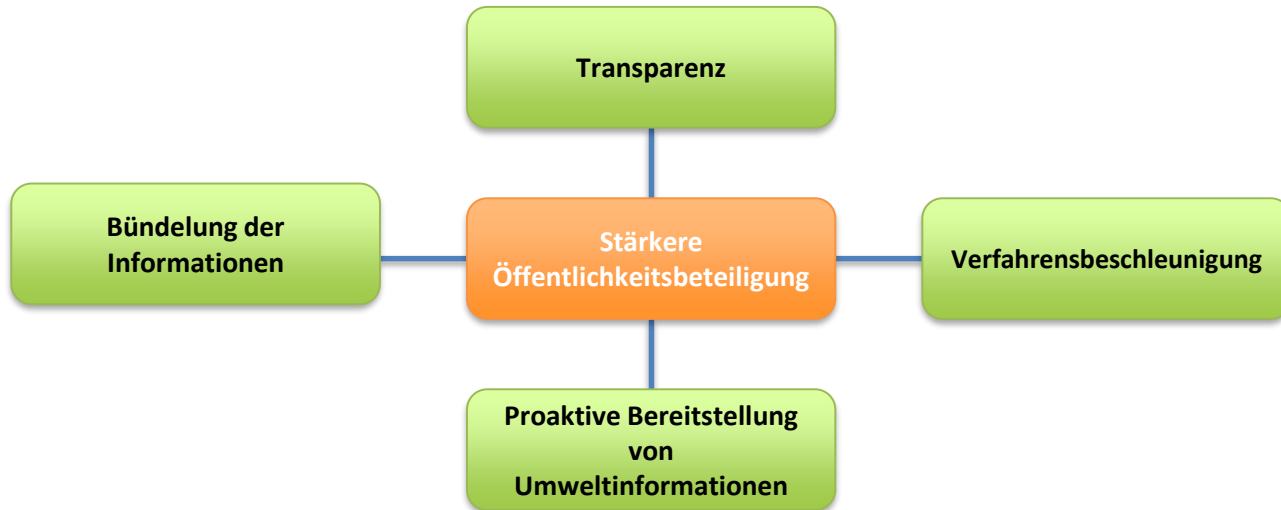 Transparenz
Bündelung der
Informationen
Stärkere
Öffentlichkeitsbeteiligung
Verfahrensbeschleunigung
Proaktive Bereitstellung
von
Umweltinformationen